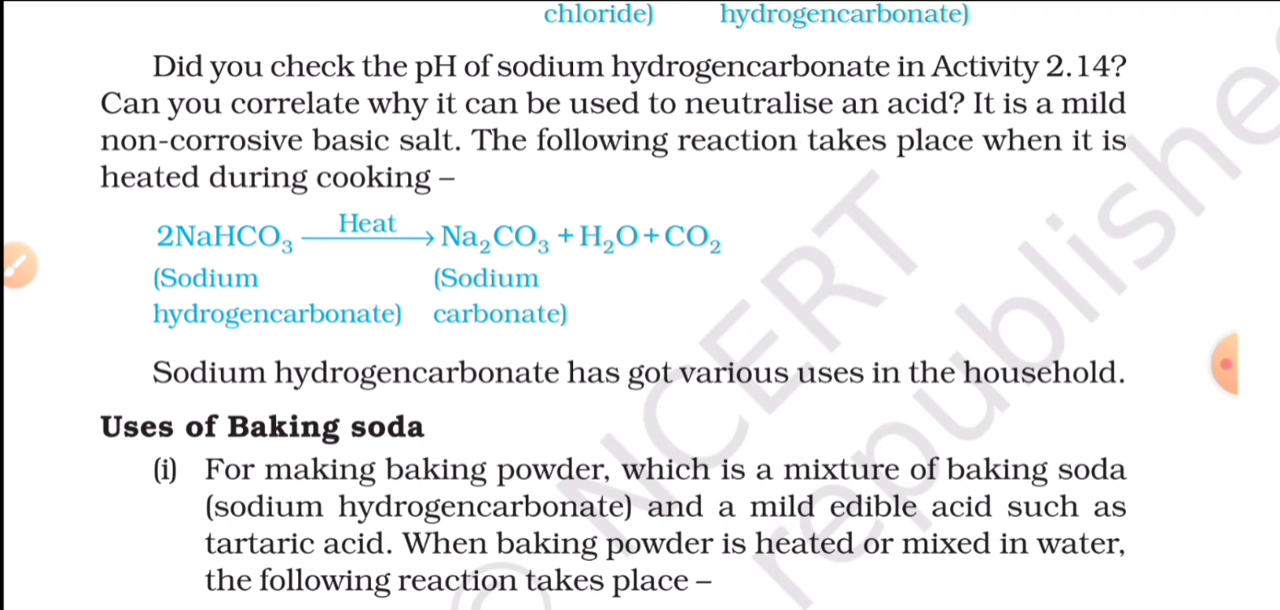 chloride) hydrogencarbonate)
Did you check the pH of sodium hydrogencarbonate in Activity 2.14?
Can you correlate why it can be used to neutralise an acid? It is a mild
non-corrosive basic salt. The following reaction takes place when it is
heated during cooking –
2NaHCO₃ —Heat→ Na₂CO₃ + H₂O + CO₂
(Sodium (Sodium
hydrogencarbonate) carbonate)
Sodium hydrogencarbonate has got various uses in the household.
Uses of Baking soda
(i) For making baking powder, which is a mixture of baking soda
(sodium hydrogencarbonate) and a mild edible acid such as
tartaric acid. When baking powder is heated or mixed in water,
the following reaction takes place –
© NCERT
republishe